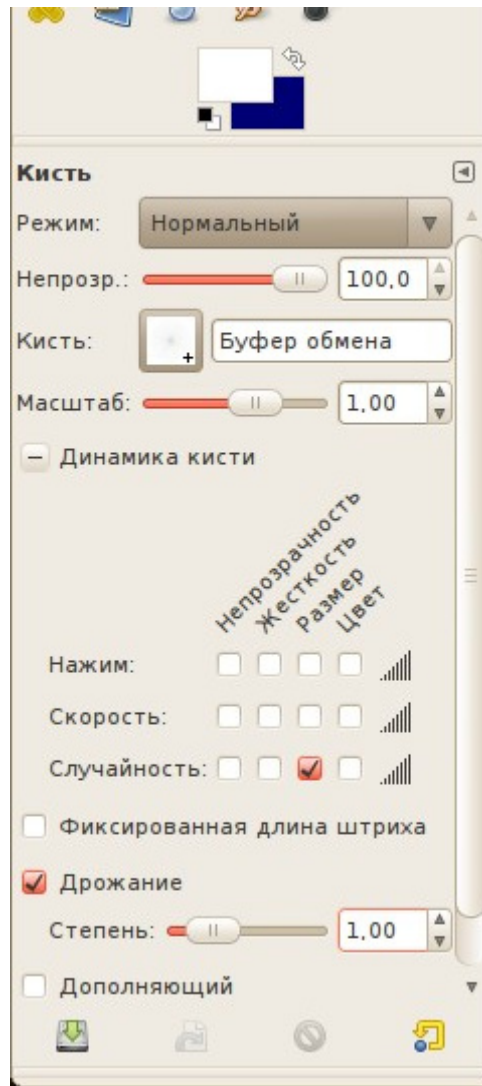 Кисть
Режим: Нормальный
Непрозр.: 100,0
Кисть: Буфер обмена
Масштаб: 1,00
Динамика кисти
Непрозрачность
Жесткость
Размер
Цвет
Нажим:
Скорость:
Случайность:
Фиксированная длина штриха
Дрожание
Степень: 1,00
Дополняющий